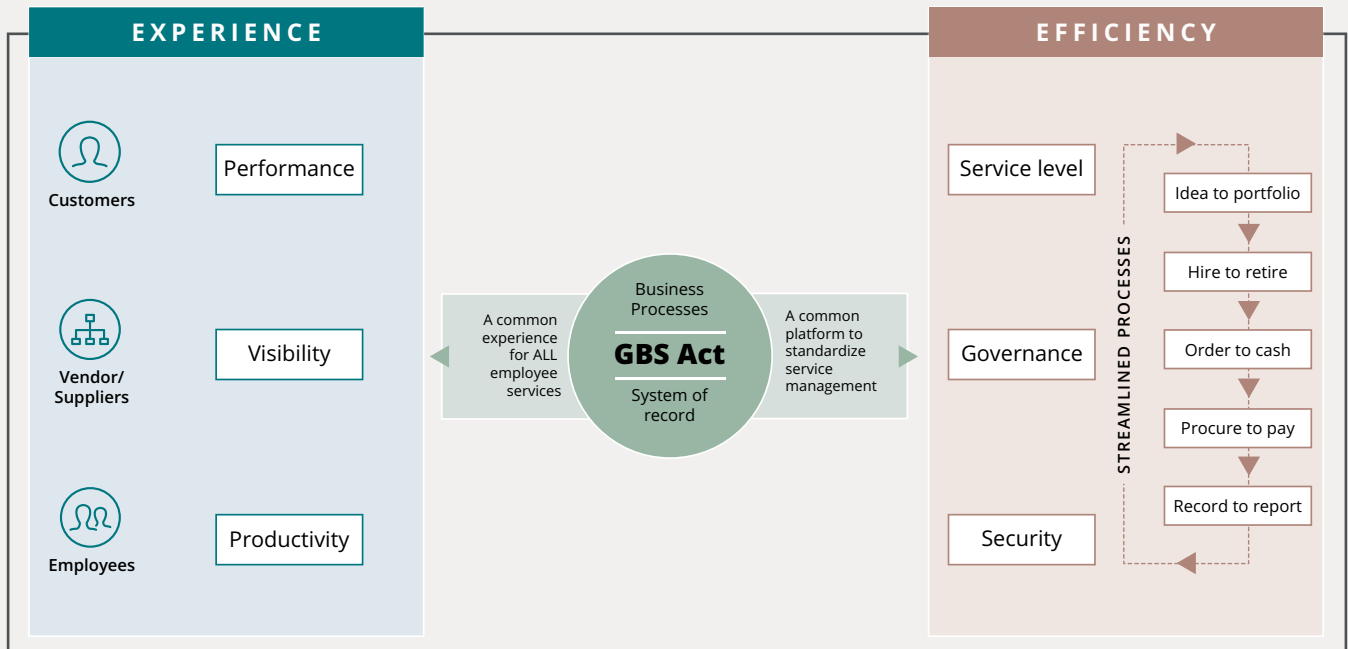 EXPERIENCE
Customers
Performance
Vendor/
Suppliers
Visibility
Employees
Productivity
A common
experience
for ALL
employee
services
Business
Processes
GBS Act
System of
record
A common
platform to
standardize
service
management
EFFICIENCY
Service level
Governance
Security
STREAMLINED PROCESSES
Idea to portfolio
Hire to retire
Order to cash
Procure to pay
Record to report